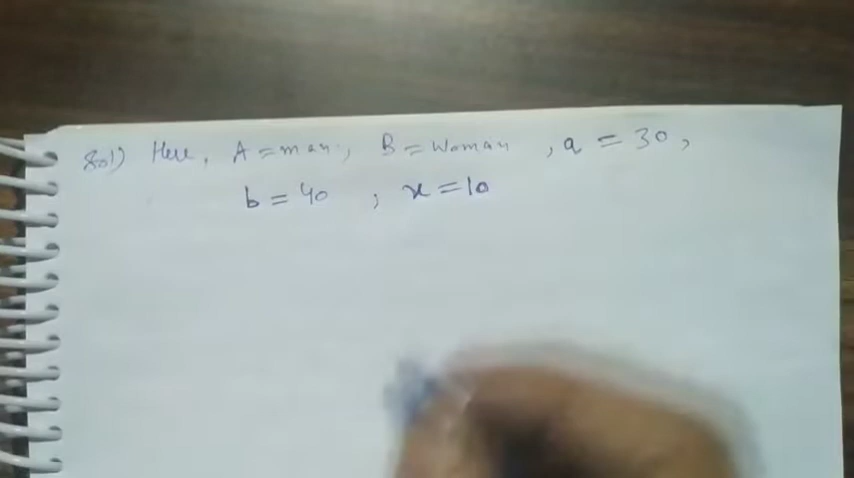 Sol) Here, A = man, B = Woman, a = 30,
b = 40 ; x = 10